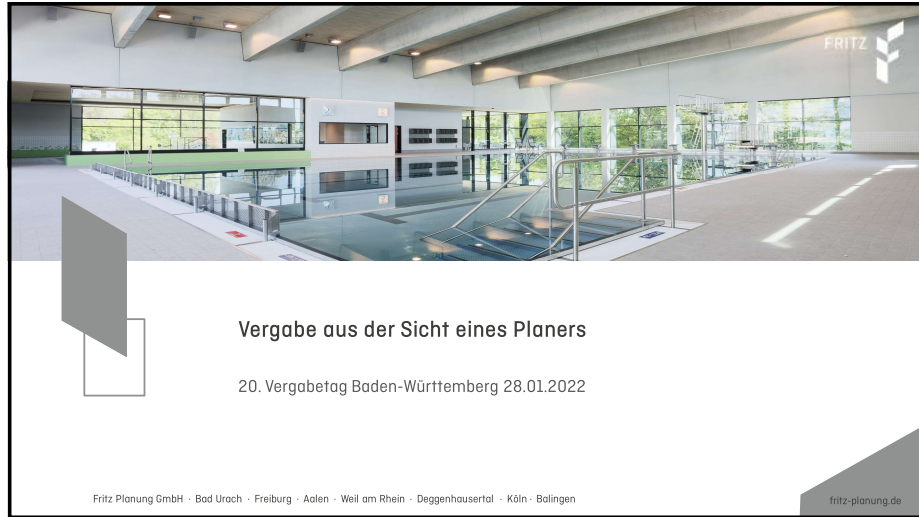 FRITZ
Vergabe aus der Sicht eines Planers
20. Vergabetag Baden-Württemberg 28.01.2022
Fritz Planung GmbH · Bad Urach · Freiburg · Aalen · Weil am Rhein · Deggenhausertal · Köln · Balingen
fritz-planung.de